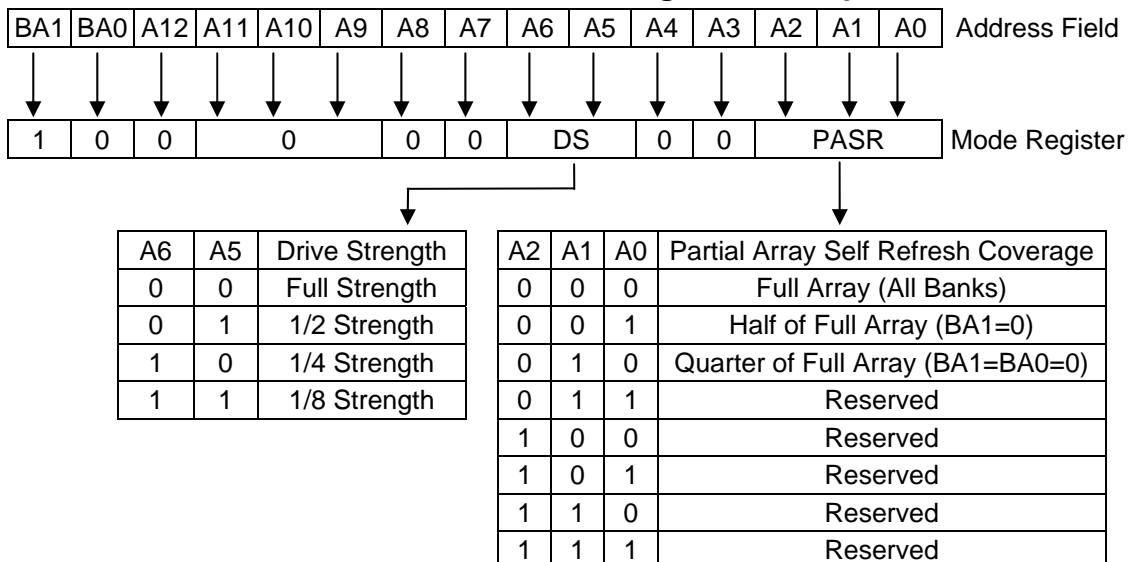 BA1 BA0 A12 A11 A10 A9 A8 A7 A6 A5 A4 A3 A2 A1 A0 Address Field
1 0 0 0 0 0 DS 0 0 PASR Mode Register
A6 A5 Drive Strength
0 0 Full Strength
0 1 1/2 Strength
1 0 1/4 Strength
1 1 1/8 Strength
A2 A1 A0 Partial Array Self Refresh Coverage
0 0 0 Full Array (All Banks)
0 0 1 Half of Full Array (BA1=0)
0 1 0 Quarter of Full Array (BA1=BA0=0)
0 1 1 Reserved
1 0 0 Reserved
1 0 1 Reserved
1 1 0 Reserved
1 1 1 Reserved